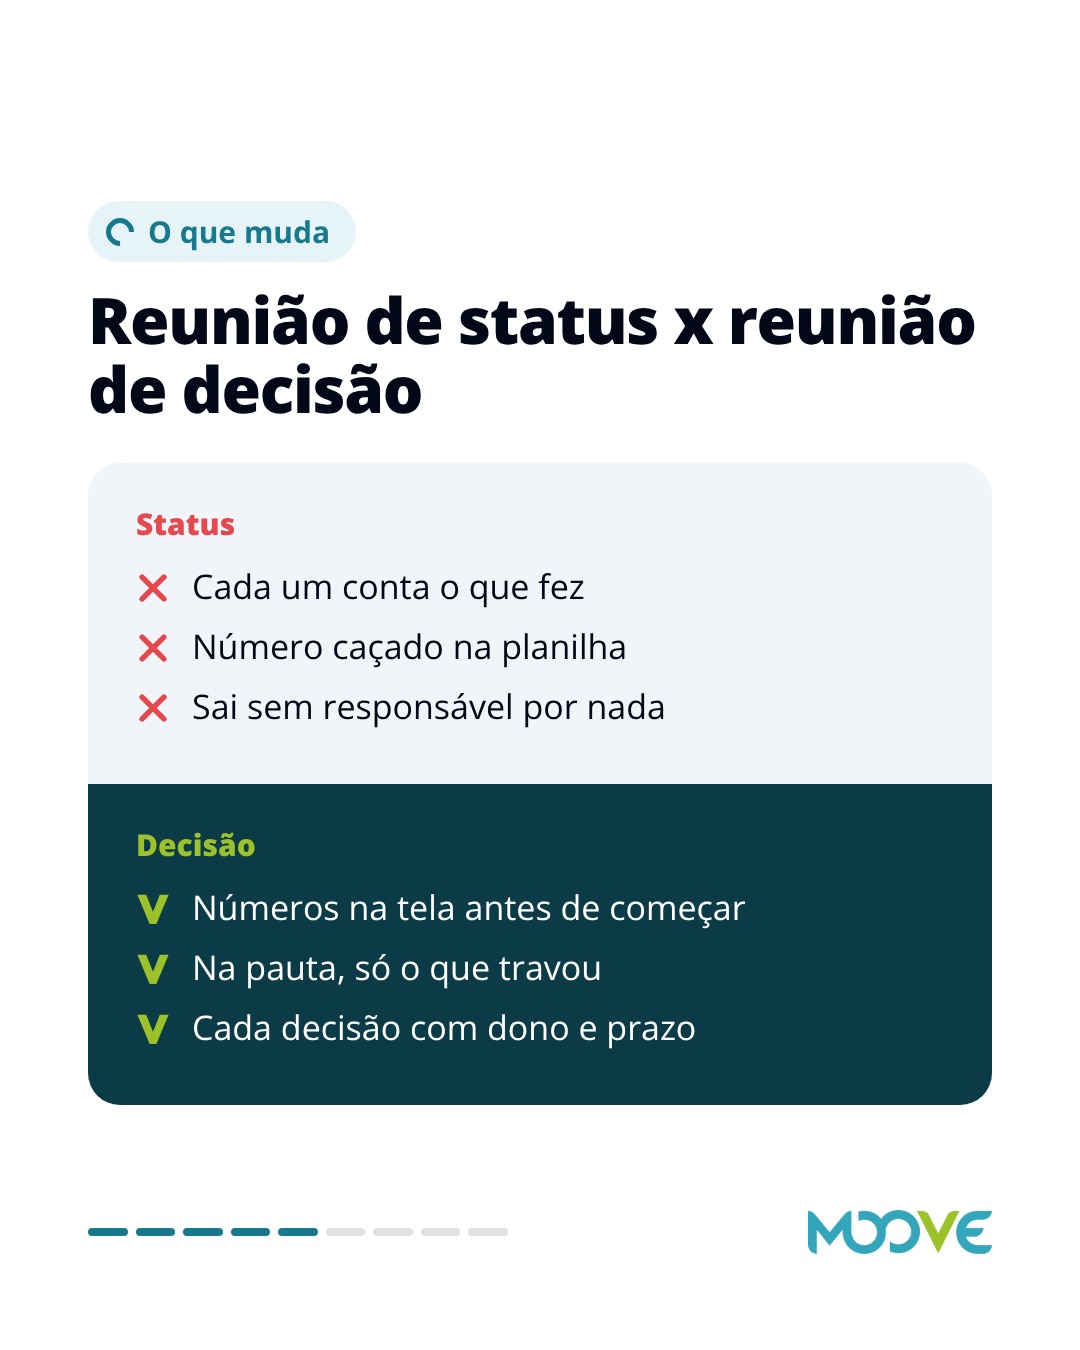 O que muda
Reunião de status x reunião
de decisão
Status
Cada um conta o que fez
Número caçado na planilha
Sai sem responsável por nada
Decisão
Números na tela antes de começar
Na pauta, só o que travou
Cada decisão com dono e prazo
MOOVE